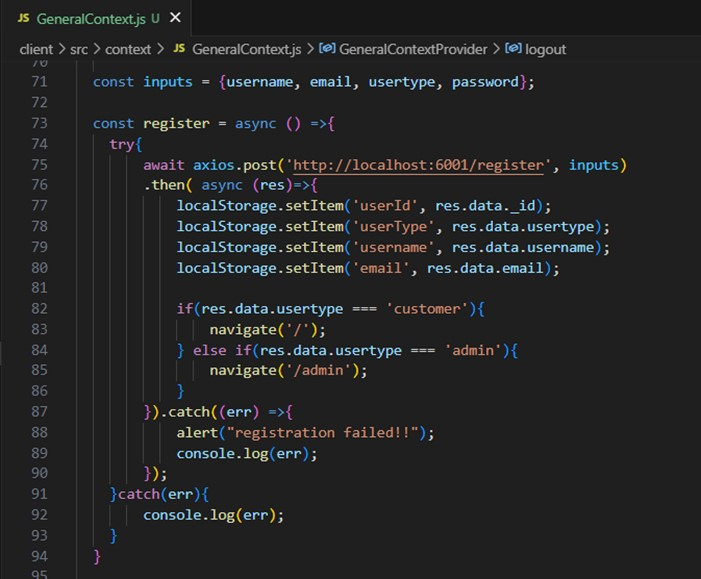 JS GeneralContext.js U ×
client > src > context > JS GeneralContext.js > GeneralContextProvider > logout
70
71 const inputs = {username, email, usertype, password};
72
73 const register = async () =>{
74 try{
75 await axios.post('http://localhost:6001/register', inputs)
76 .then( async (res)=>{
77 localStorage.setItem('userId', res.data._id);
78 localStorage.setItem('userType', res.data.usertype);
79 localStorage.setItem('username', res.data.username);
80 localStorage.setItem('email', res.data.email);
81
82 if(res.data.usertype === 'customer'){
83 navigate('/');
84 } else if(res.data.usertype === 'admin'){
85 navigate('/admin');
86 }
87 }).catch((err) =>{
88 alert("registration failed!!");
89 console.log(err);
90 });
91 }catch(err){
92 console.log(err);
93 }
94 }
95